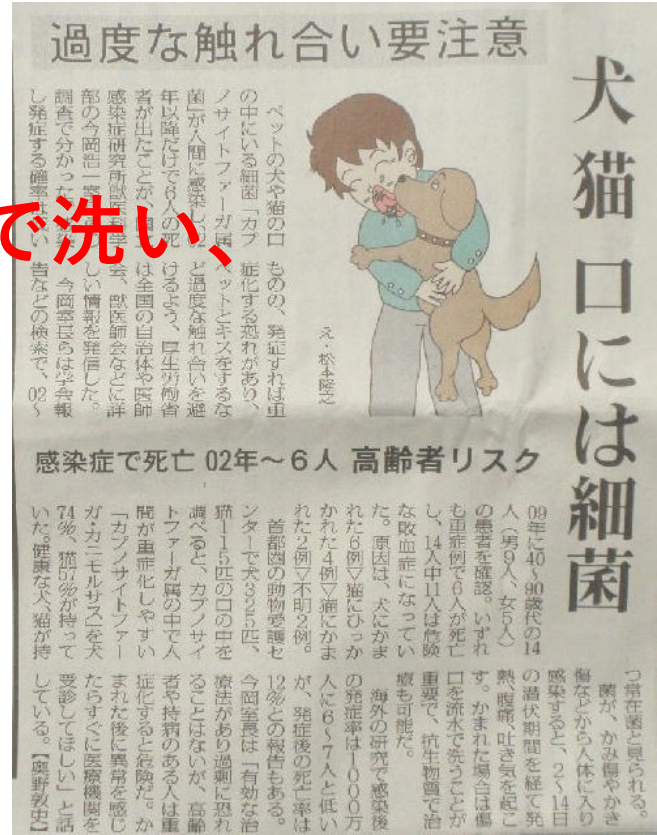 犬猫 口には細菌
過度な触れ合い要注意
ペットの犬や猫の口
の中にいる細菌「カプ
ノサイトファーガ属
菌」が人間に感染し、
年以降だけで6人の死
者が出たことが、
感染症研究所獣医科学
部の今岡浩一室
調査で分かった
し発症する確率は い
で洗い、
ものの、発症すれば重
症化する恐れがあり、
ペットとキスをするな
ど過度な触れ合いを避
けるよう、厚生労働省
は全国の自治体や医師
会、獣医師会などに詳
しい情報を発信した。
今岡室長らは学会報
告などの検索で、02〜
え・松本隆之
感染症で死亡 02年〜6人 高齢者リスク
09年に40〜90歳代の14
人（男9人、女5人）
の患者を確認。いずれ
も重症例で6人が死亡
し、14人中11人は危険
な敗血症になってい
た。原因は、犬にかま
れた6例▽猫にひっか
かれた4例▽猫にかま
れた2例▽不明2例。
首都圏の動物愛護セ
ンターで犬325匹、
猫115匹の口の中を
調べると、カプノサイ
トファーガ属の中で人
間が重症化しやすい
「カプノサイトファー
ガ・カニモルサス」を犬
74%、猫57%が持って
いた。健康な犬、猫が持
つ常在菌と見られる。
菌が、かみ傷やかき
傷などから人体に入り
感染すると、2〜14日
の潜伏期間を経て発
熱、腹痛、吐き気を起こ
す。かまれた場合は傷
口を流水で洗うことが
重要で、抗生物質で治
療も可能だ。
海外の研究で感染後
の発症率は1000万
人に6〜7人と低い
が、発症後の死亡率は
12%との報告もある。
今岡室長は「有効な治
療法があり過剰に恐れ
ることはないが、高齢
者や持病のある人は重
症化すると危険だ。か
まれた後に異常を感じ
たらすぐに医療機関を
受診してほしい」と話
している。【奥野敦史】